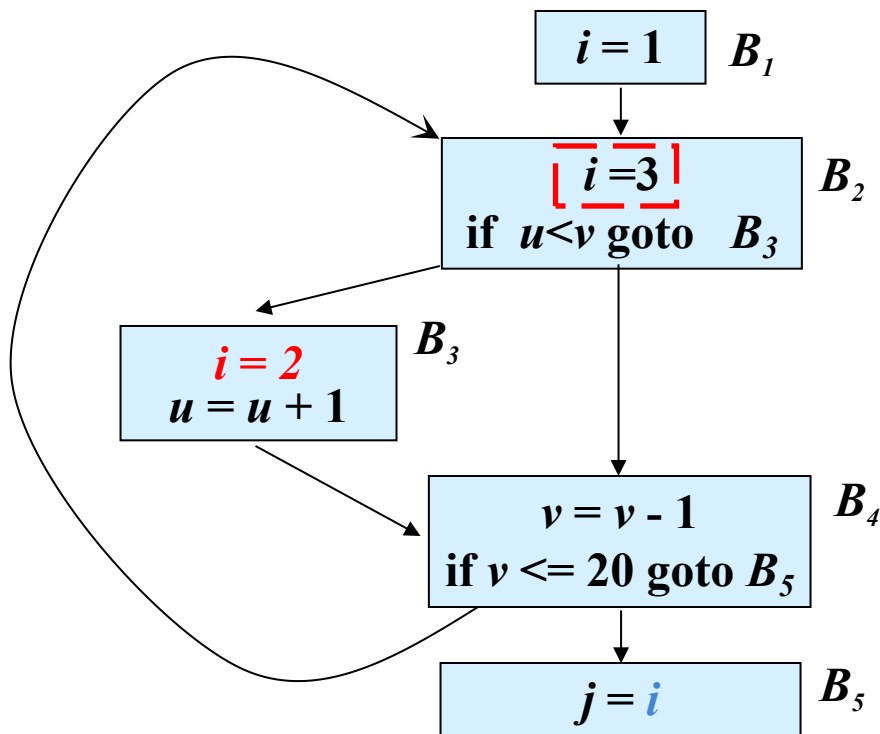 i = 1 B1
i =3
B2
if u<v goto B3
B3
i = 2
u = u + 1
v = v - 1
B4
if v <= 20 goto B5
j = i B5